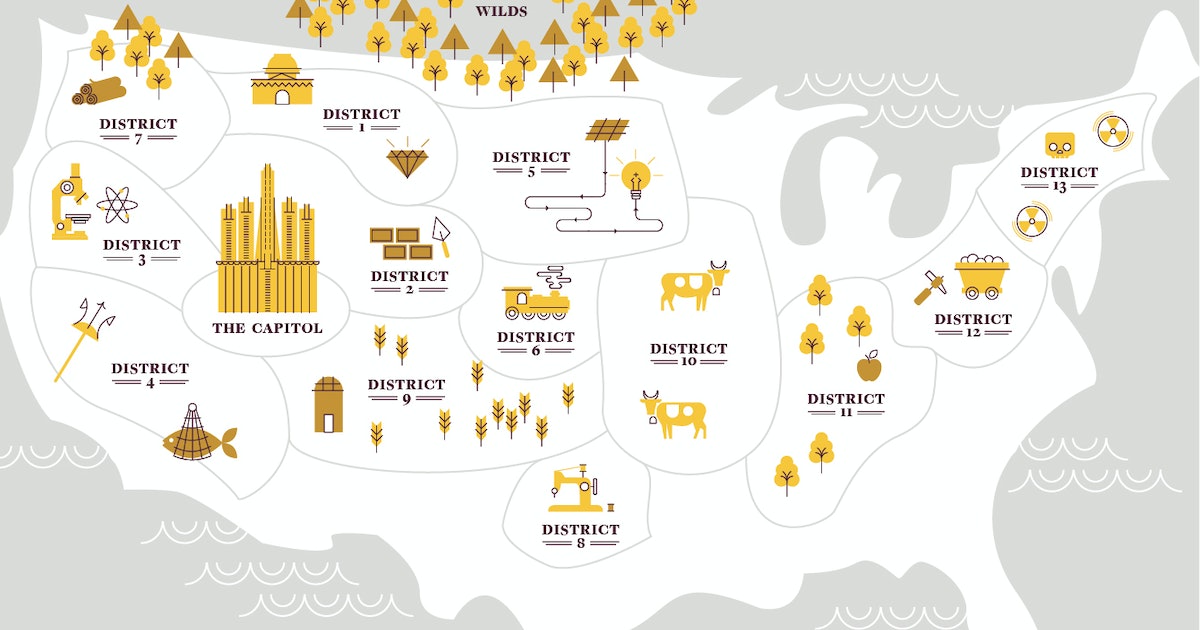 WILDS
DISTRICT
7
DISTRICT
1
DISTRICT
5
DISTRICT
13
DISTRICT
3
DISTRICT
2
THE CAPITOL
DISTRICT
6
DISTRICT
12
DISTRICT
10
DISTRICT
4
DISTRICT
9
DISTRICT
11
DISTRICT
8